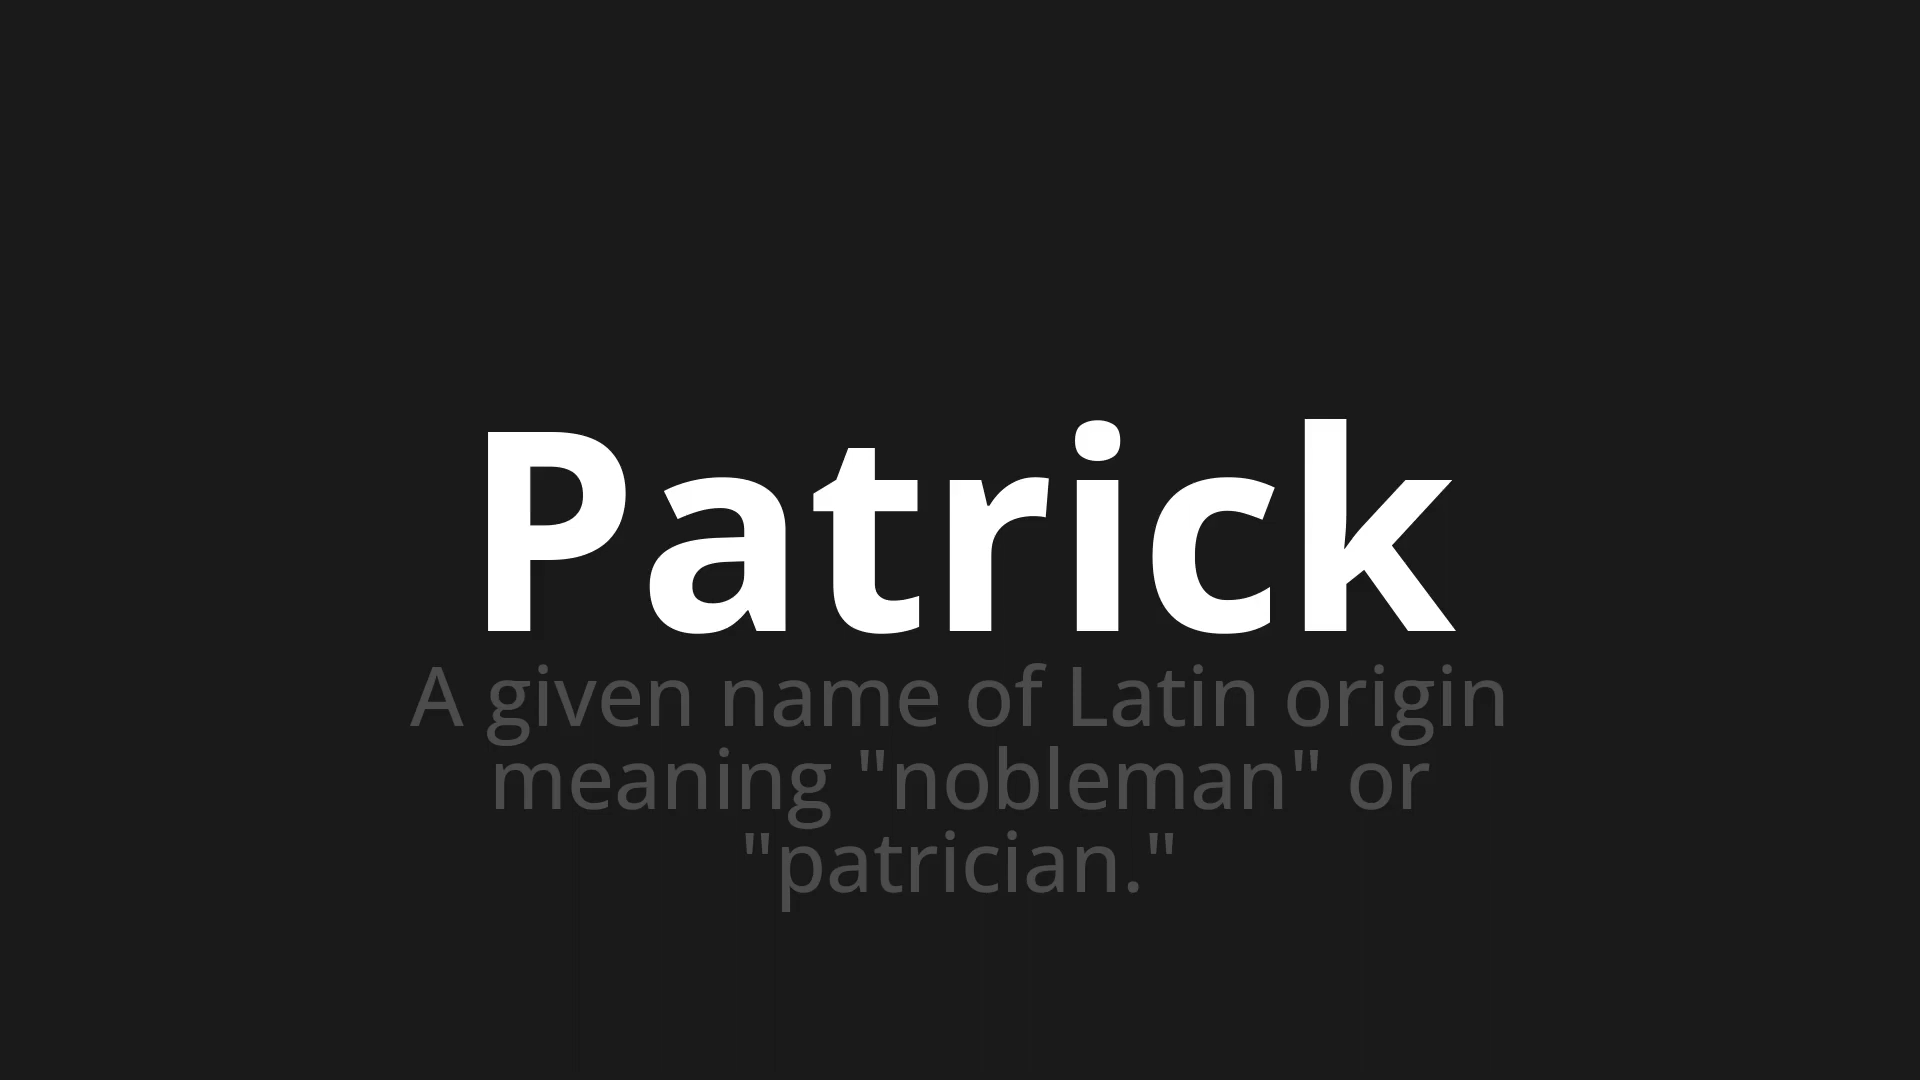 Patrick
A given name of Latin origin
meaning "nobleman" or
"patrician."